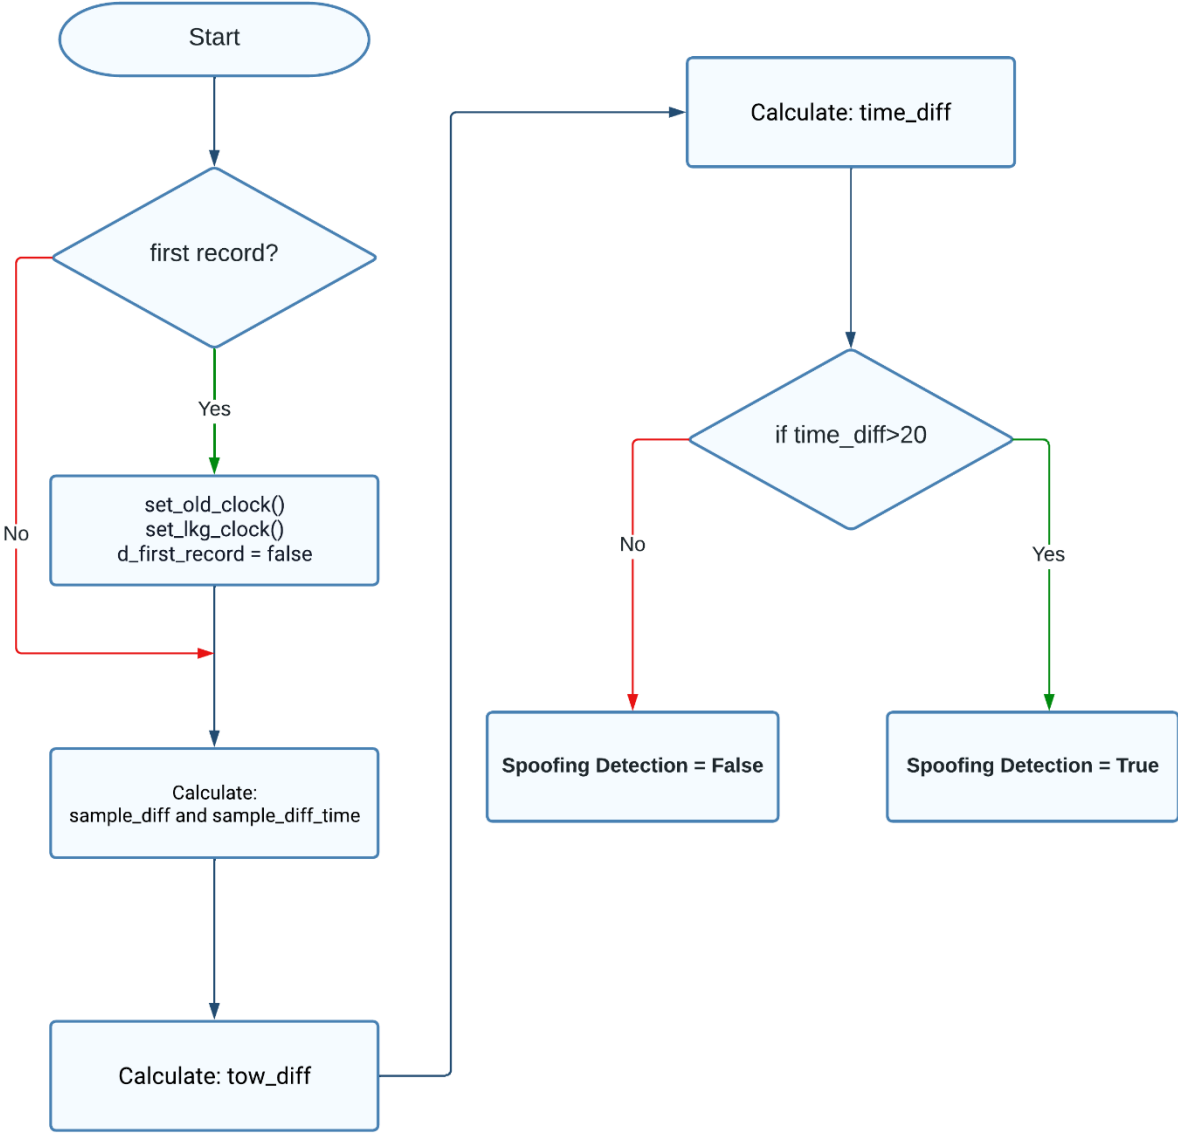 Start
first record?
Yes
No
set_old_clock()
set_lkg_clock()
d_first_record = false
Calculate:
sample_diff and sample_diff_time
Calculate: tow_diff
Calculate: time_diff
if time_diff>20
No
Yes
Spoofing Detection = False
Spoofing Detection = True